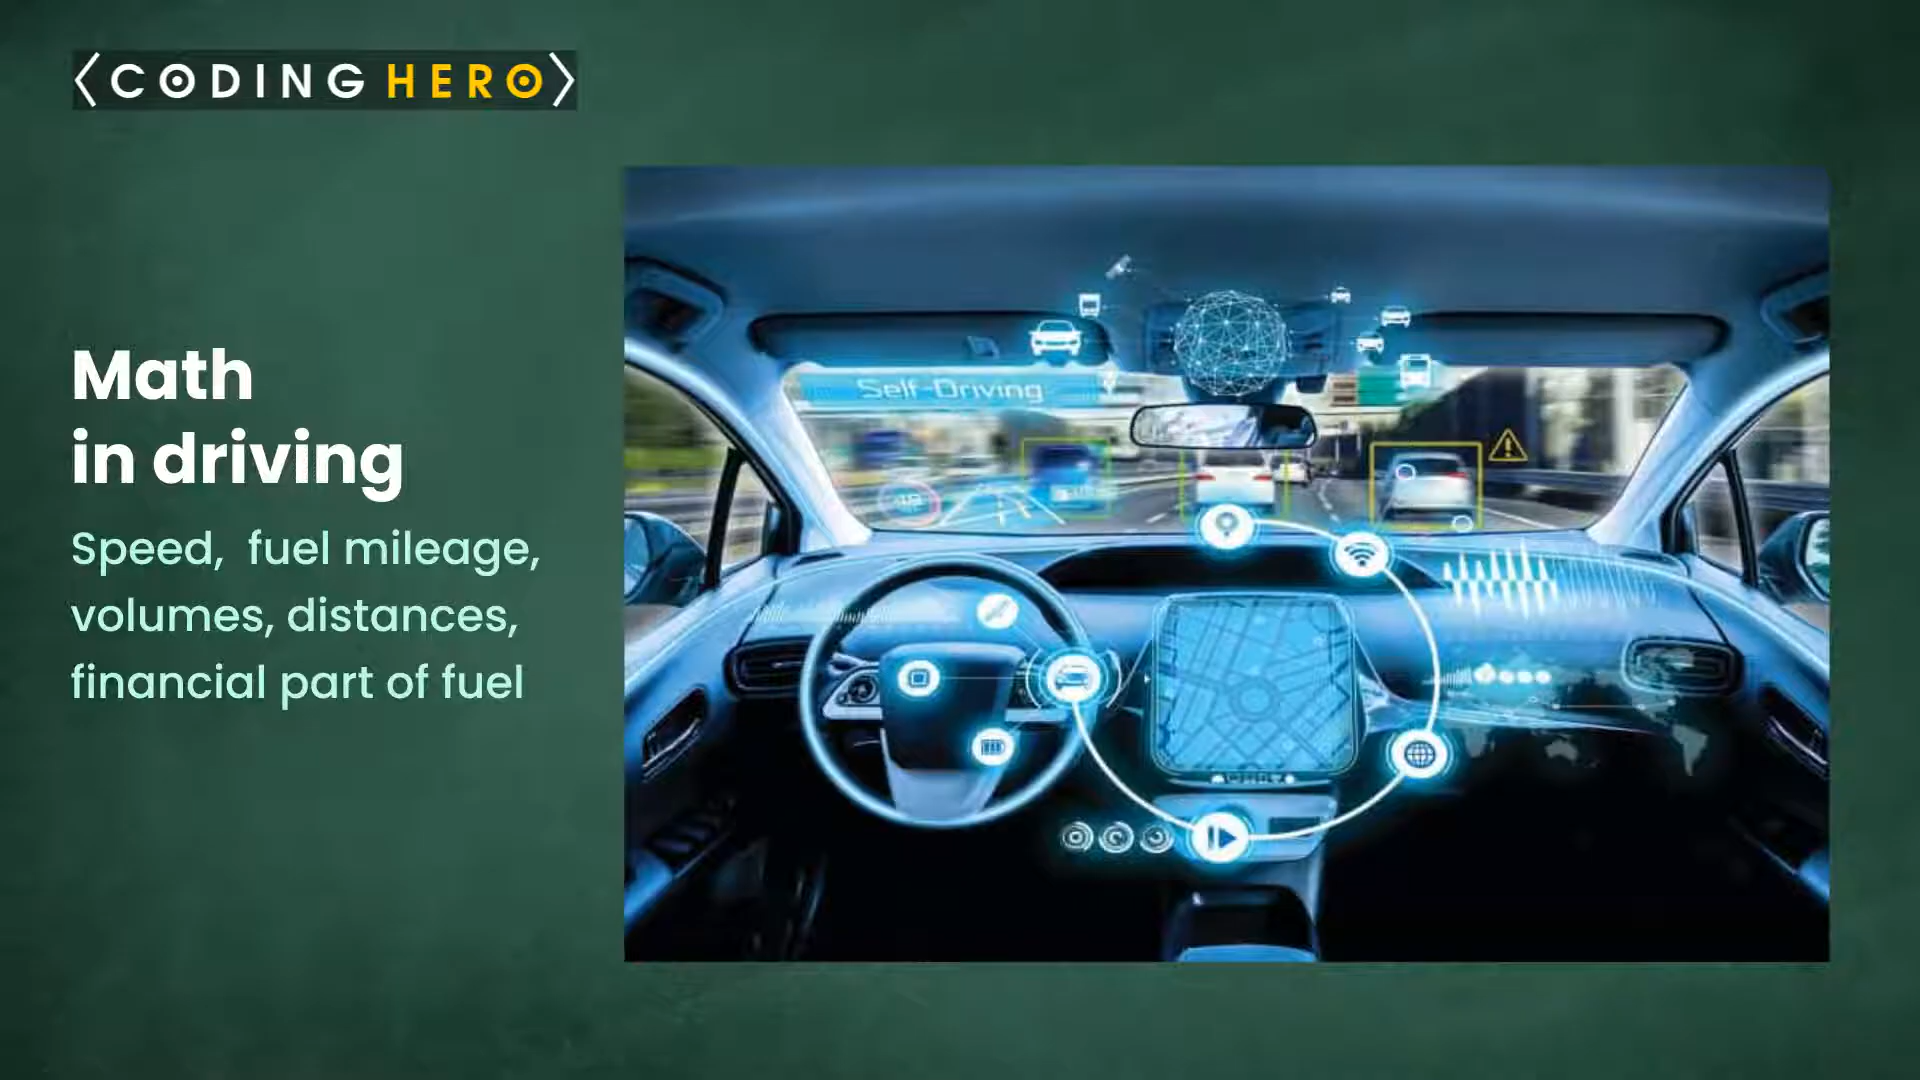 CODING HERO
Math
in driving
Speed, fuel mileage,
volumes, distances,
financial part of fuel
Self-Driving